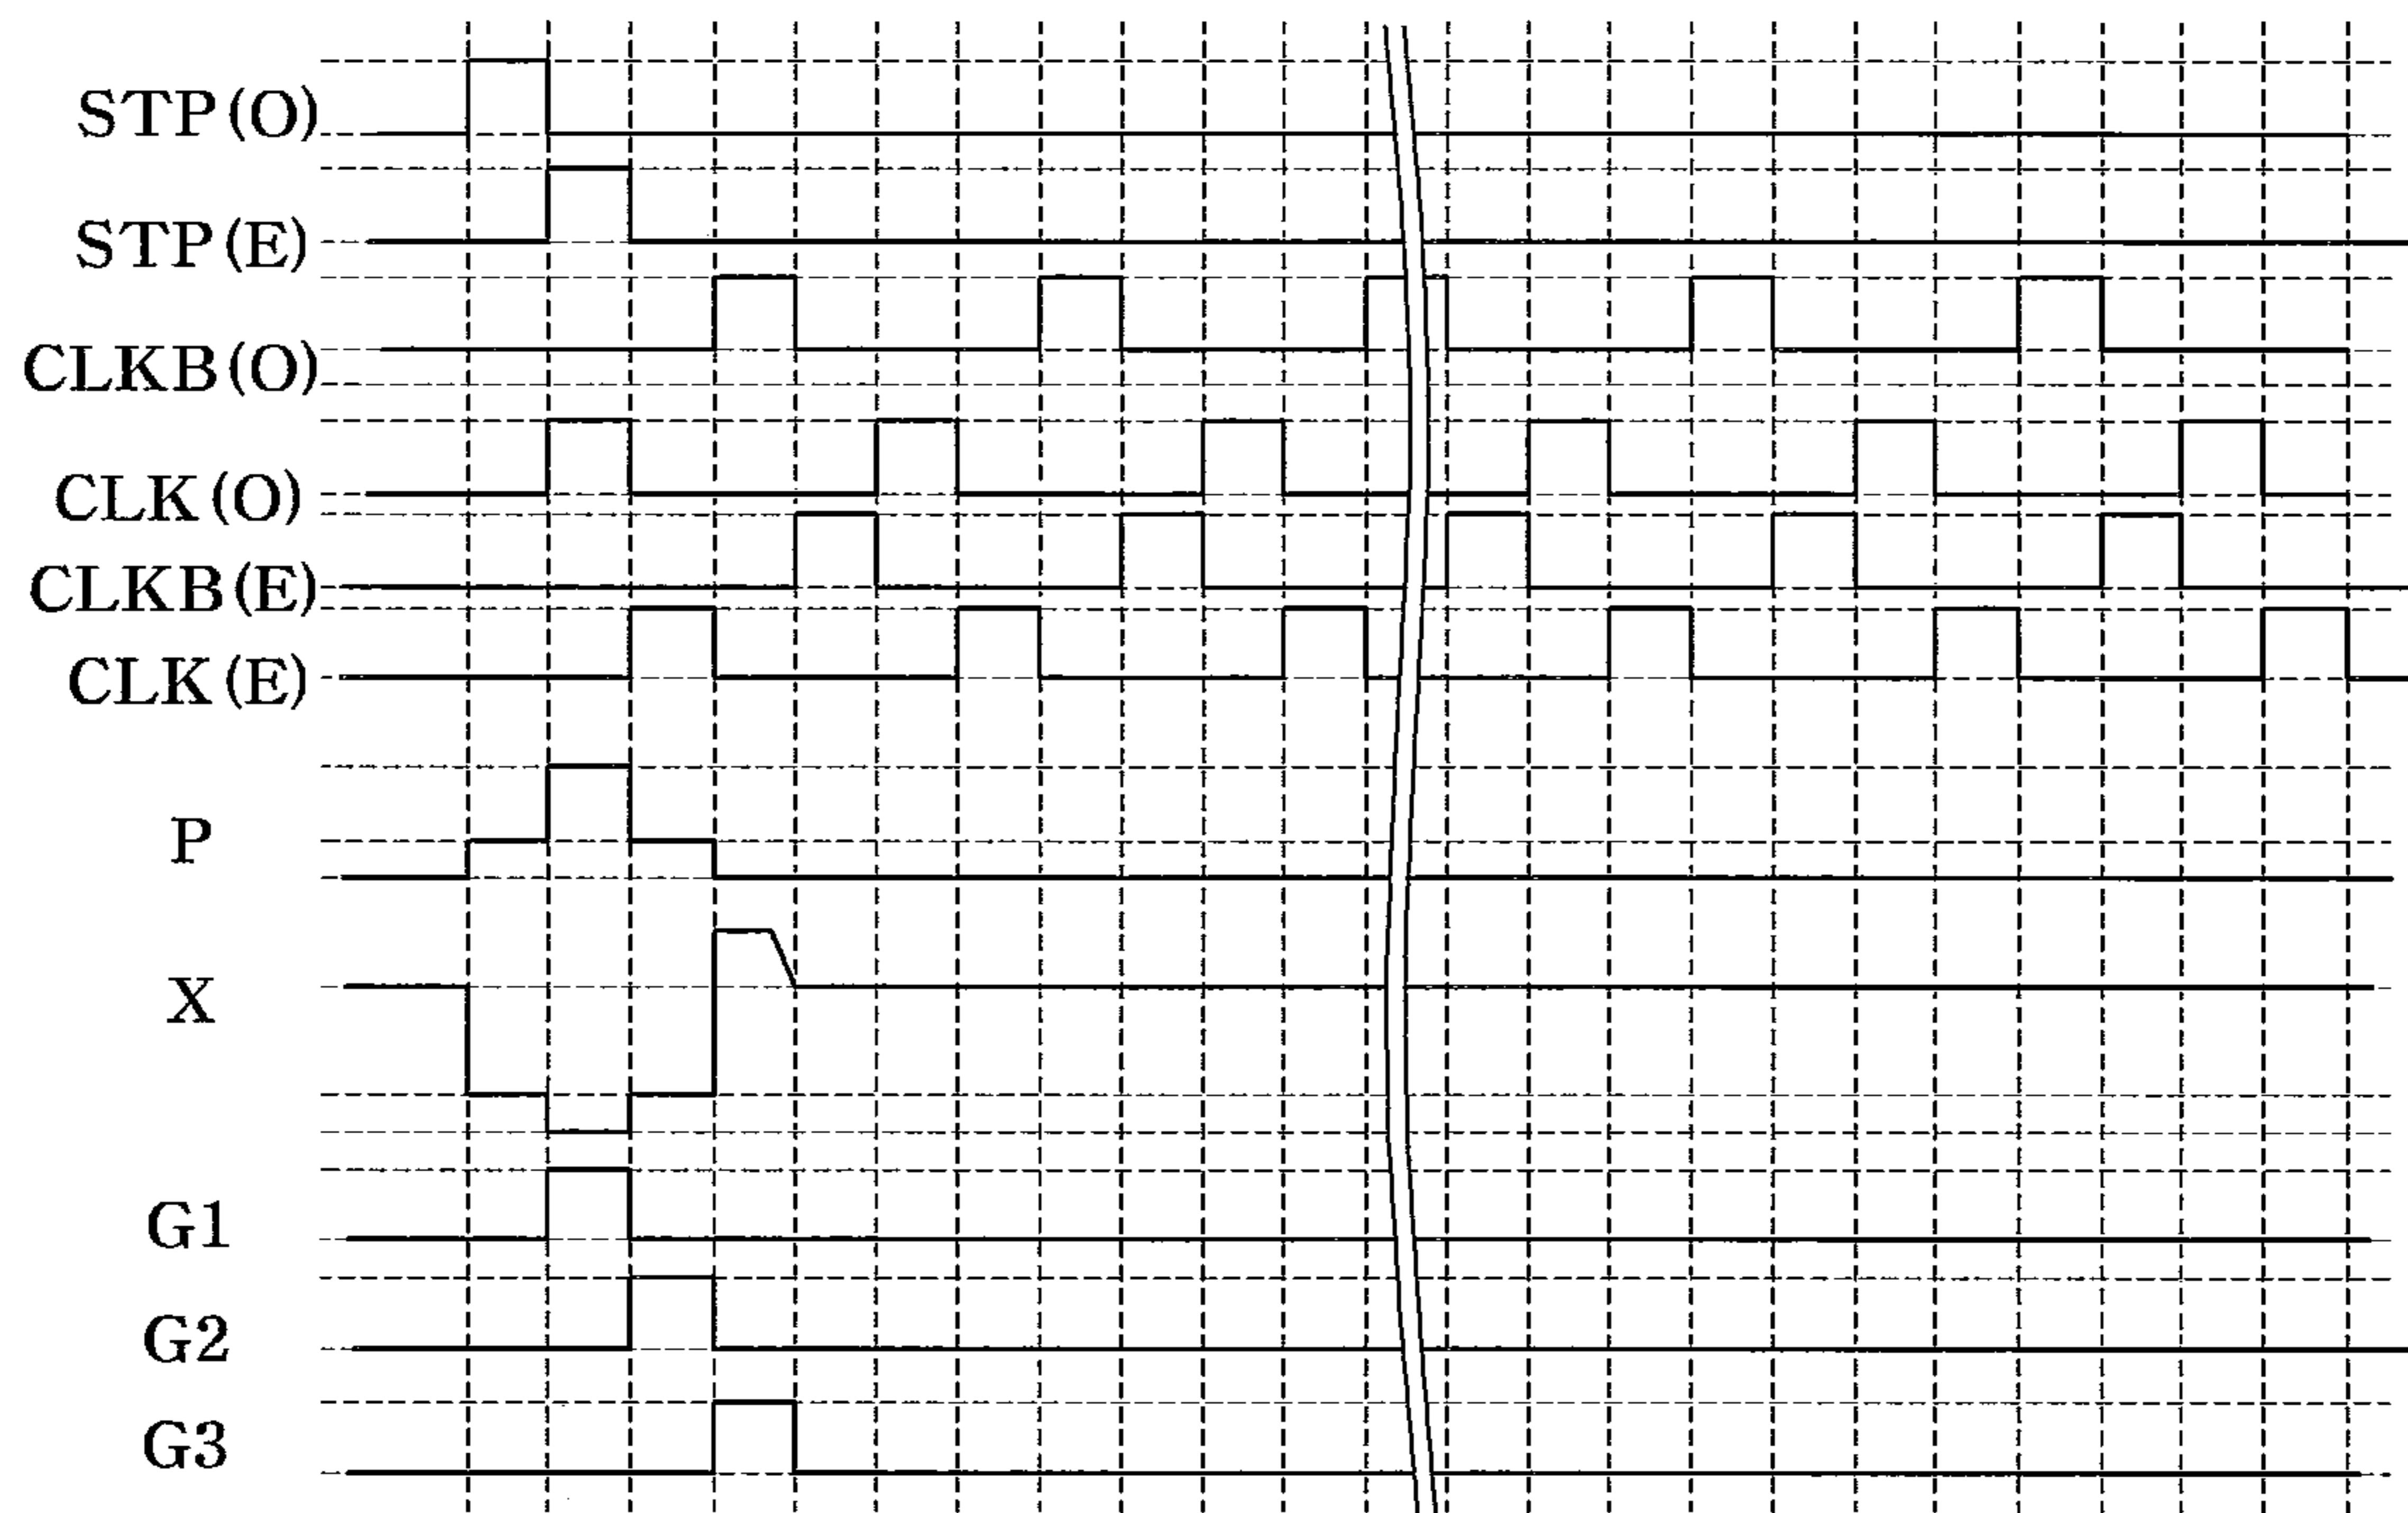 STP(O)
STP(E)
CLKB(O)
CLK(O)
CLKB(E)
CLK(E)
P
X
G1
G2
G3